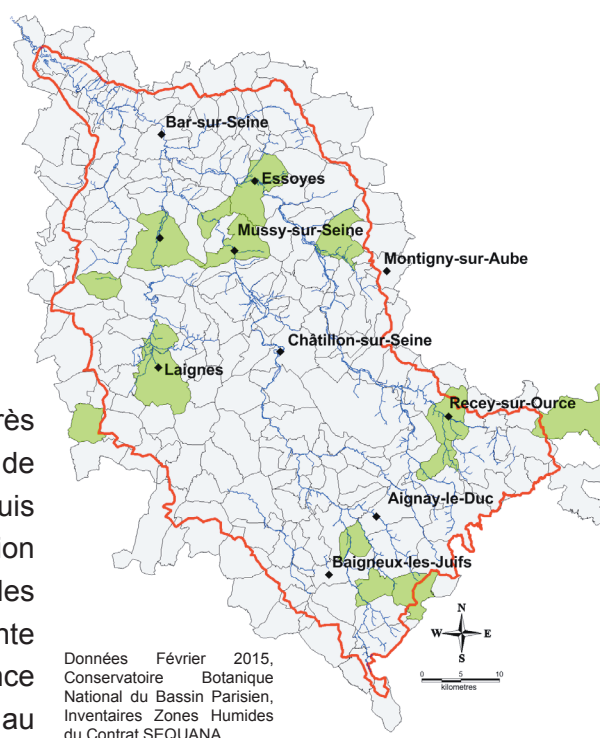 Bar-sur-Seine
Essoyes
Mussy-sur-Seine
Montigny-sur-Aube
Châtillon-sur-Seine
Laignes
Recey-sur-Ource
Aignay-le-Duc
Baigneux-les-Juifs
N
W E
S
0 5 10
kilometres
rès
de
uis
ion
les
nte
nce
au
Données Février 2015,
Conservatoire Botanique
National du Bassin Parisien,
Inventaires Zones Humides
du Contrat SEQUANA